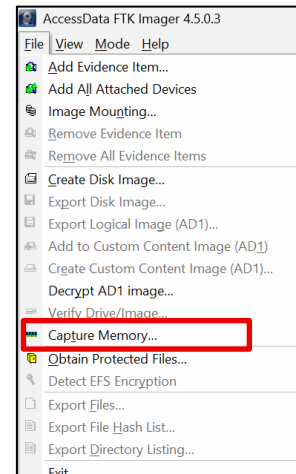 AccessData FTK Imager 4.5.0.3
File View Mode Help
Add Evidence Item...
Add All Attached Devices
Image Mounting...
Remove Evidence Item
Remove All Evidence Items
Create Disk Image...
Export Disk Image...
Export Logical Image (AD1)...
Add to Custom Content Image (AD1)
Create Custom Content Image (AD1)...
Decrypt AD1 image...
Verify Drive/Image...
Capture Memory...
Obtain Protected Files...
Detect EFS Encryption
Export Files...
Export File Hash List...
Export Directory Listing...
Exit